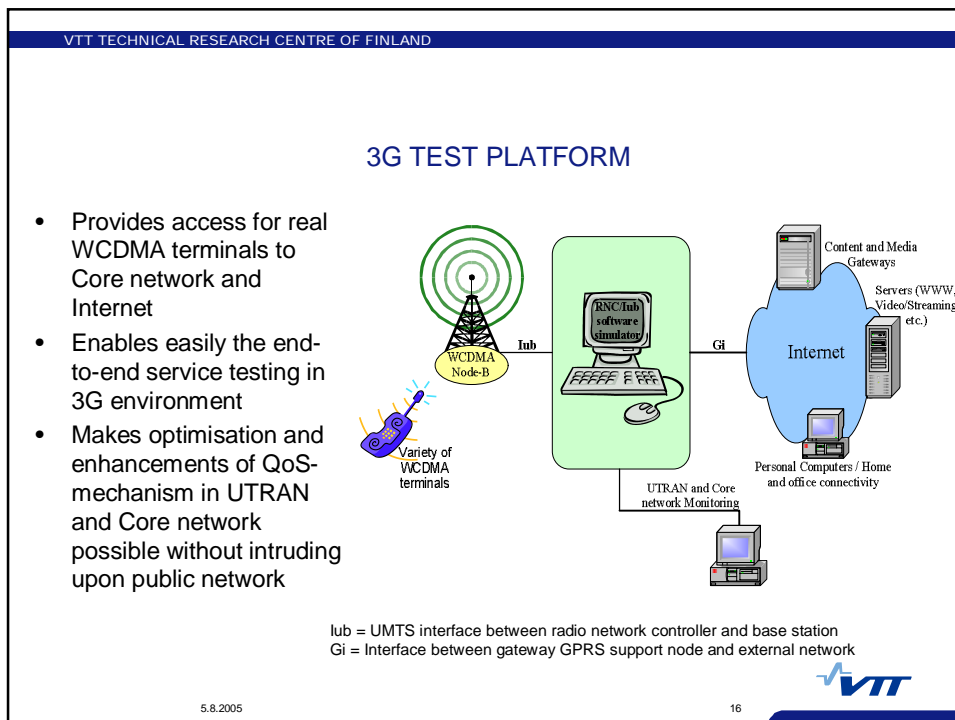 VTT TECHNICAL RESEARCH CENTRE OF FINLAND
3G TEST PLATFORM
• Provides access for real
WCDMA terminals to
Core network and
Internet
• Enables easily the end-
to-end service testing in
3G environment
• Makes optimisation and
enhancements of QoS-
mechanism in UTRAN
and Core network
possible without intruding
upon public network
WCDMA
Node-B
Variety of
WCDMA
terminals
Iub
RNC/Iub
software
simulator
Gi
Internet
Content and Media
Gateways
Servers (WWW,
Video/Streaming
etc.)
Personal Computers / Home
and office connectivity
UTRAN and Core
network Monitoring
Iub = UMTS interface between radio network controller and base station
Gi = Interface between gateway GPRS support node and external network
5.8.2005
16
VTT